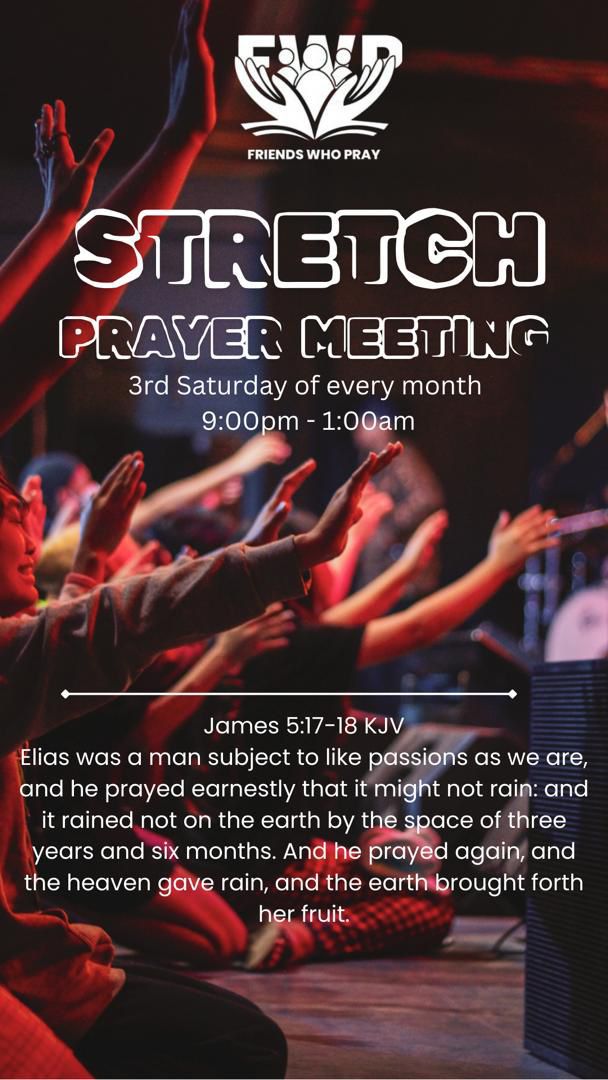 FWP
FRIENDS WHO PRAY
STRETCH
PRAYER MEETING
3rd Saturday of every month
9:00pm - 1:00am
James 5:17-18 KJV
Elias was a man subject to like passions as we are,
and he prayed earnestly that it might not rain: and
it rained not on the earth by the space of three
years and six months. And he prayed again, and
the heaven gave rain, and the earth brought forth
her fruit.